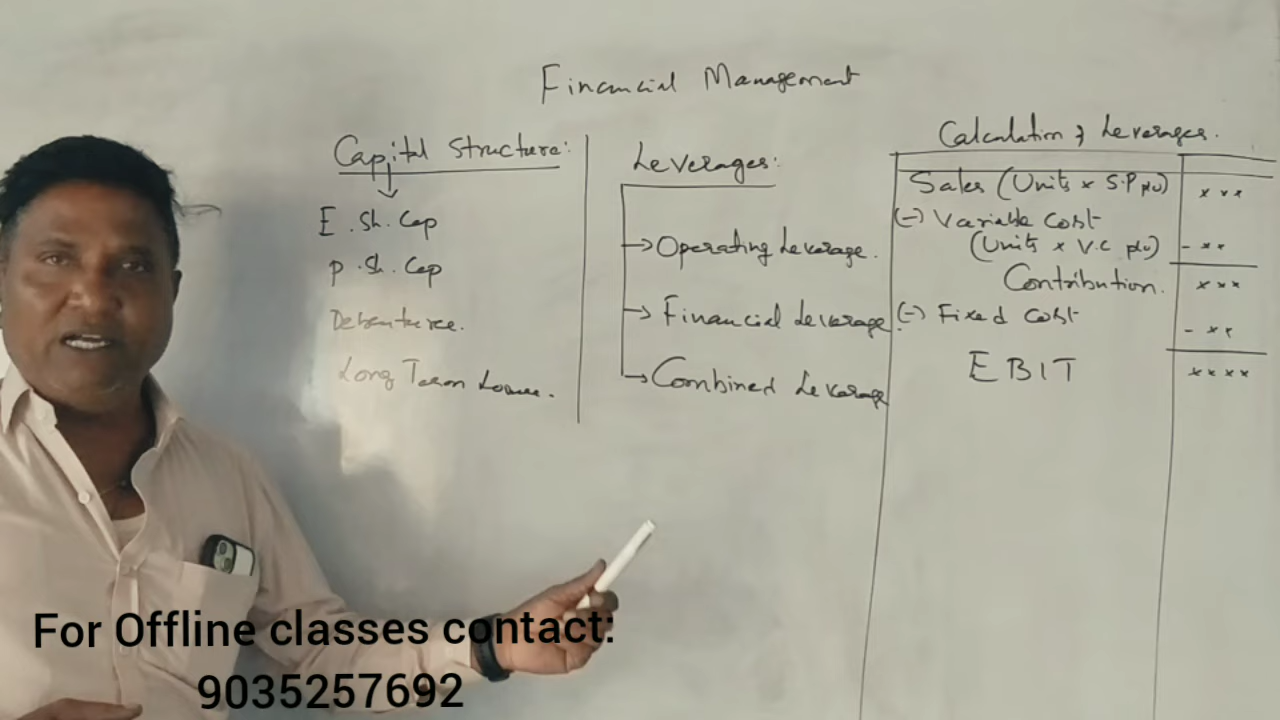 Financial Management
Capital Structure:
E. Sh. Cap
P. Sh. Cap
Debenture.
Long Term Loans.
Leverages:
Operating Leverage.
Financial Leverage.
Combined Leverage
Calculation of Leverages.
Sales (Units x S.P p/u) xxx
(-) Variable Cost
(Units x V.C p/u) - xx
Contribution. xxx
(-) Fixed Cost
- xx
EBIT xxxx
For Offline classes contact:
9035257692